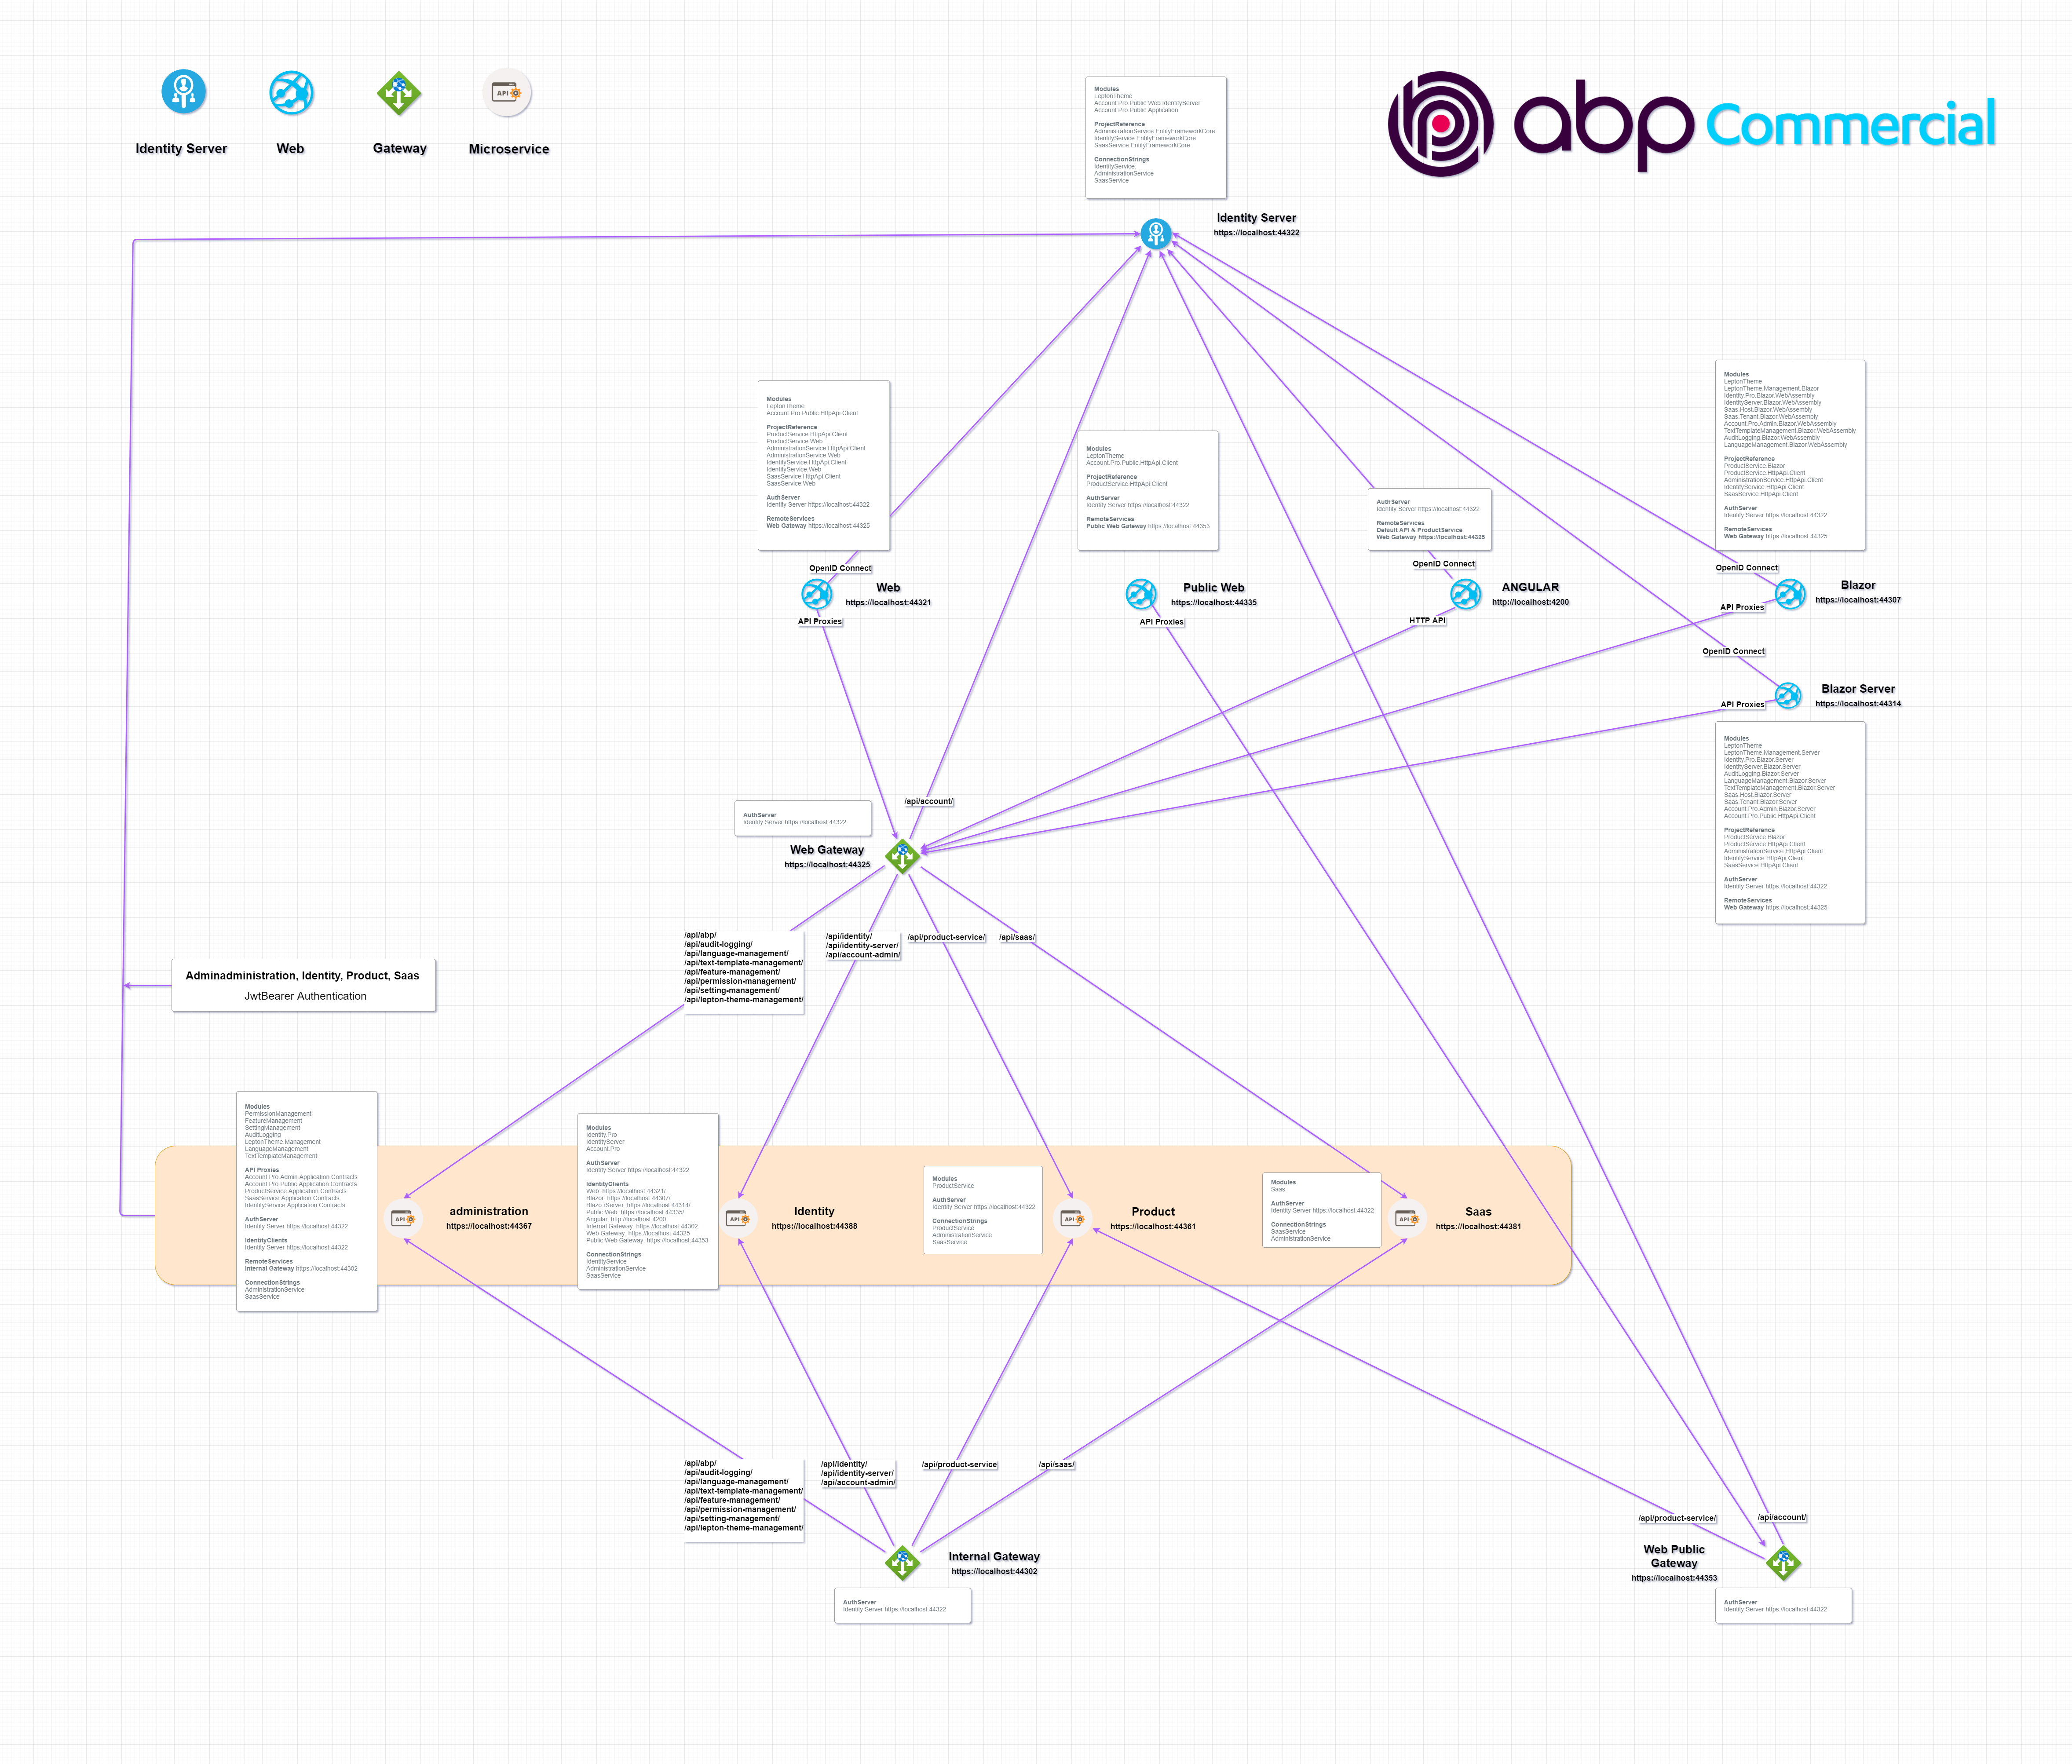 Identity Server
Web
Gateway
Microservice
API
abp Commercial
Modules
LeptonTheme
Account.Pro.Public.Web.IdentityServer
Account.Pro.Public.Application
ProjectReference
AdministrationService.EntityFrameworkCore
IdentityService.EntityFrameworkCore
SaasService.EntityFrameworkCore
ConnectionStrings
IdentityService
AdministrationService
SaasService
Identity Server
https://localhost:44322
Modules
LeptonTheme
Account.Pro.Public.HttpApi.Client
ProjectReference
ProductService.HttpApi.Client
ProductService.Web
AdministrationService.HttpApi.Client
AdministrationService.Web
IdentityService.HttpApi.Client
IdentityService.Web
SaasService.HttpApi.Client
SaasService.Web
AuthServer
Identity Server https://localhost:44322
RemoteServices
Web Gateway https://localhost:44325
Modules
LeptonTheme
Account.Pro.Public.HttpApi.Client
ProjectReference
ProductService.HttpApi.Client
AuthServer
Identity Server https://localhost:44322
RemoteServices
Public Web Gateway https://localhost:44353
AuthServer
Identity Server https://localhost:44322
RemoteServices
Default.API & ProductService
Web Gateway https://localhost:44325
Modules
LeptonTheme
LeptonTheme.Management.Blazor
Identity.Pro.Blazor.WebAssembly
IdentityServer.Blazor.WebAssembly
Saas.Host.Blazor.WebAssembly
Saas.Tenant.Blazor.WebAssembly
Account.Pro.Admin.Blazor.WebAssembly
TextTemplateManagement.Blazor.WebAssembly
AuditLogging.Blazor.WebAssembly
LanguageManagement.Blazor.WebAssembly
ProjectReference
ProductService.Blazor
ProductService.HttpApi.Client
AdministrationService.HttpApi.Client
IdentityService.HttpApi.Client
SaasService.HttpApi.Client
AuthServer
Identity Server https://localhost:44322
RemoteServices
Web Gateway https://localhost:44325
OpenID Connect
Web
https://localhost:44321
API Proxies
Public Web
https://localhost:44335
API Proxies
OpenID Connect
ANGULAR
http://localhost:4200
HTTP API
OpenID Connect
Blazor
https://localhost:44307
API Proxies
OpenID Connect
Blazor Server
https://localhost:44314
API Proxies
Modules
LeptonTheme
LeptonTheme.Management.Server
Identity.Pro.Blazor.Server
IdentityServer.Blazor.Server
AuditLogging.Blazor.Server
LanguageManagement.Blazor.Server
TextTemplateManagement.Blazor.Server
Saas.Host.Blazor.Server
Saas.Tenant.Blazor.Server
Account.Pro.Admin.Blazor.Server
Account.Pro.Public.HttpApi.Client
ProjectReference
ProductService.Blazor
ProductService.HttpApi.Client
AdministrationService.HttpApi.Client
IdentityService.HttpApi.Client
SaasService.HttpApi.Client
AuthServer
Identity Server https://localhost:44322
RemoteServices
Web Gateway https://localhost:44325
/api/account/
AuthServer
Identity Server https://localhost:44322
Web Gateway
https://localhost:44325
/api/abp/
/api/audit-logging/
/api/language-management/
/api/text-template-management/
/api/feature-management/
/api/permission-management/
/api/setting-management/
/api/lepton-theme-management/
/api/identity/
/api/identity-server/
/api/account-admin/
/api/product-service/
/api/saas/
Adminadministration, Identity, Product, Saas
JwtBearer Authentication
Modules
PermissionManagement
FeatureManagement
SettingManagement
AuditLogging
LeptonTheme.Management
LanguageManagement
TextTemplateManagement
API Proxies
Account.Pro.Admin.Application.Contracts
Account.Pro.Public.Application.Contracts
ProductService.Application.Contracts
SaasService.Application.Contracts
IdentityService.Application.Contracts
AuthServer
Identity Server https://localhost:44322
IdentityClients
Identity Server https://localhost:44322
RemoteServices
Internal Gateway https://localhost:44302
ConnectionStrings
AdministrationService
SaasService
API
administration
https://localhost:44367
Modules
Identity.Pro
IdentityServer
Account.Pro
AuthServer
Identity Server https://localhost:44322
IdentityClients
Web: https://localhost:44321/
Blazor: https://localhost:44307/
Blazo rServer: https://localhost:44314/
Public Web: https://localhost:44335/
Angular: http://localhost:4200
Internal Gateway: https://localhost:44302
Web Gateway: https://localhost:44325
Public Web Gateway: https://localhost:44353
ConnectionStrings
IdentityService
AdministrationService
SaasService
API
Identity
https://localhost:44388
Modules
ProductService
AuthServer
Identity Server https://localhost:44322
ConnectionStrings
ProductService
AdministrationService
SaasService
API
Product
https://localhost:44361
Modules
Saas
AuthServer
Identity Server https://localhost:44322
ConnectionStrings
SaasService
AdministrationService
API
Saas
https://localhost:44381
/api/abp/
/api/audit-logging/
/api/language-management/
/api/text-template-management/
/api/feature-management/
/api/permission-management/
/api/setting-management/
/api/lepton-theme-management/
/api/identity/
/api/identity-server/
/api/account-admin/
/api/product-service
/api/saas/
/api/product-service/
/api/account/
Internal Gateway
https://localhost:44302
AuthServer
Identity Server https://localhost:44322
Web Public
Gateway
https://localhost:44353
AuthServer
Identity Server https://localhost:44322